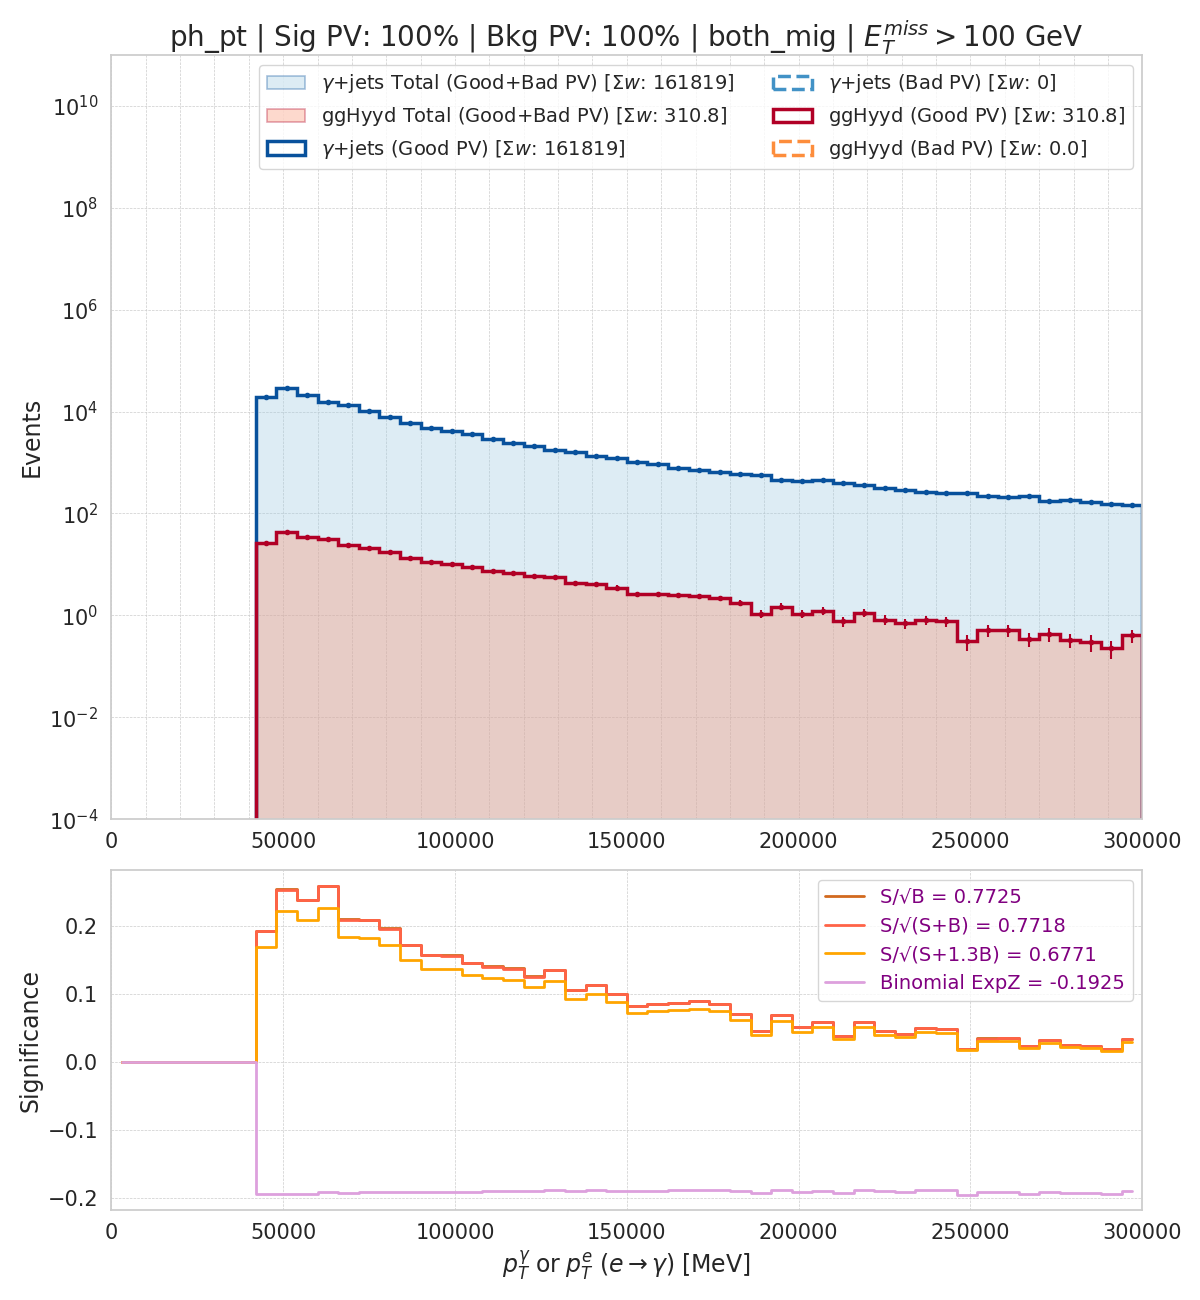 ph_pt | Sig PV: 100% | Bkg PV: 100% | both_mig | $E_T^{miss} > 100$ GeV
γ+jets Total (Good+Bad PV) [Σw: 161819]
ggHyyd Total (Good+Bad PV) [Σw: 310.8]
γ+jets (Good PV) [Σw: 161819]
γ+jets (Bad PV) [Σw: 0]
ggHyyd (Good PV) [Σw: 310.8]
ggHyyd (Bad PV) [Σw: 0.0]
Events
$10^{10}$
$10^{8}$
$10^{6}$
$10^{4}$
$10^{2}$
$10^{0}$
$10^{-2}$
$10^{-4}$
0 50000 100000 150000 200000 250000 300000
S/√B = 0.7725
S/√(S+B) = 0.7718
S/√(S+1.3B) = 0.6771
Binomial ExpZ = -0.1925
Significance
0.2
0.1
0.0
−0.1
−0.2
0 50000 100000 150000 200000 250000 300000
$p_T^{γ}$ or $p_T^{e}$ (e→γ) [MeV]